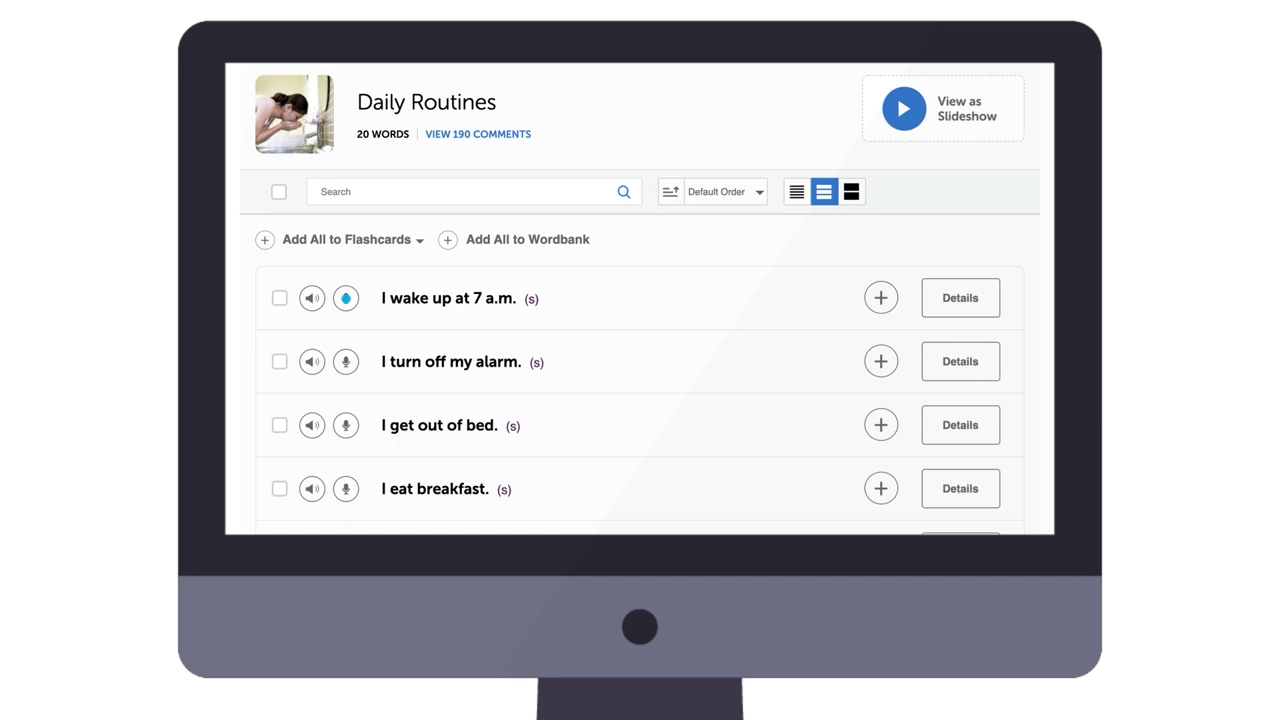 Daily Routines
20 WORDS VIEW 190 COMMENTS
View as
Slideshow
Search
Default Order
Add All to Flashcards
Add All to Wordbank
I wake up at 7 a.m. (s)
Details
I turn off my alarm. (s)
Details
I get out of bed. (s)
Details
I eat breakfast. (s)
Details